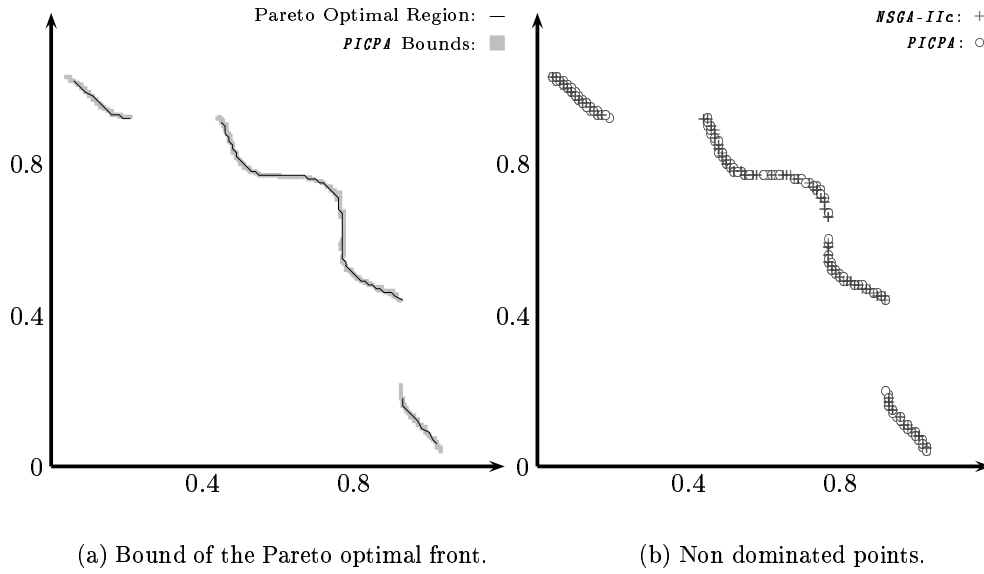 Pareto Optimal Region:
PICPA Bounds:
0.8
0.4
0
0.4 0.8
(a) Bound of the Pareto optimal front.
NSGA-IIc:
PICPA:
0.8
0.4
0
0.4 0.8
(b) Non dominated points.